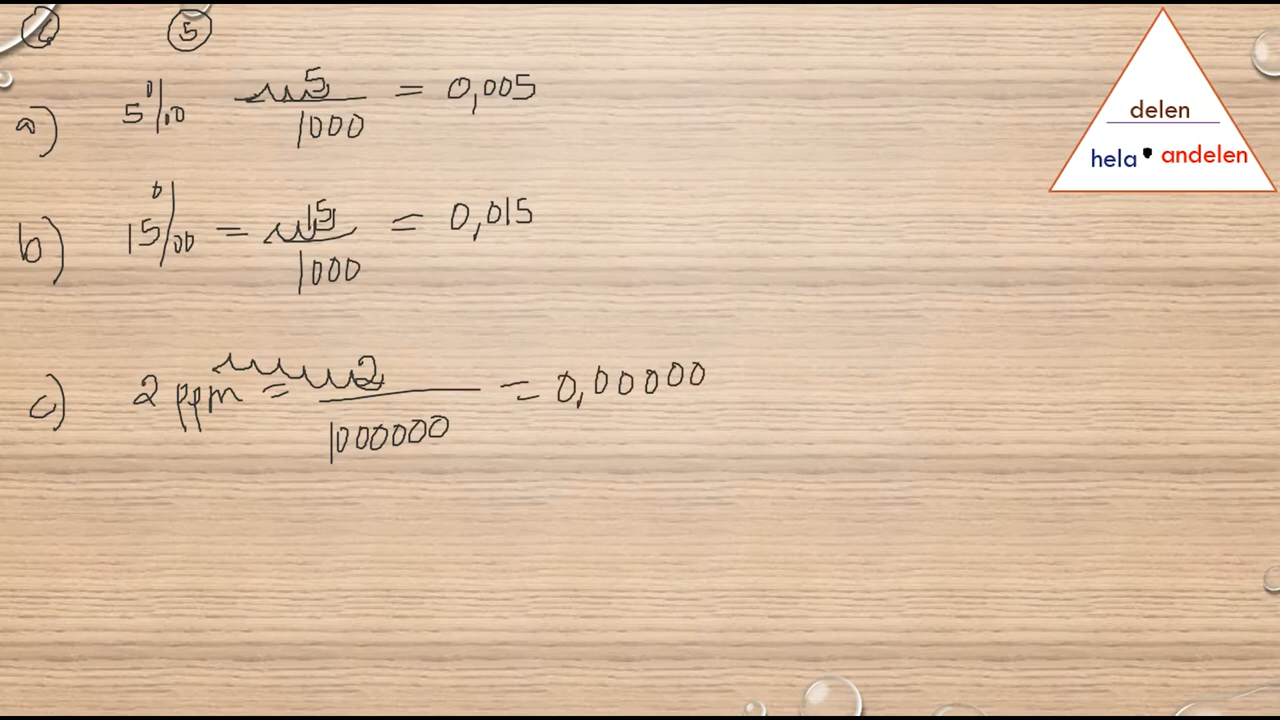 ⑤
a) 5 ‰ 5/1000 = 0,005
b) 15 ‰ = 15/1000 = 0,015
c) 2 ppm = 2/1000000 = 0,00000
delen
hela • andelen